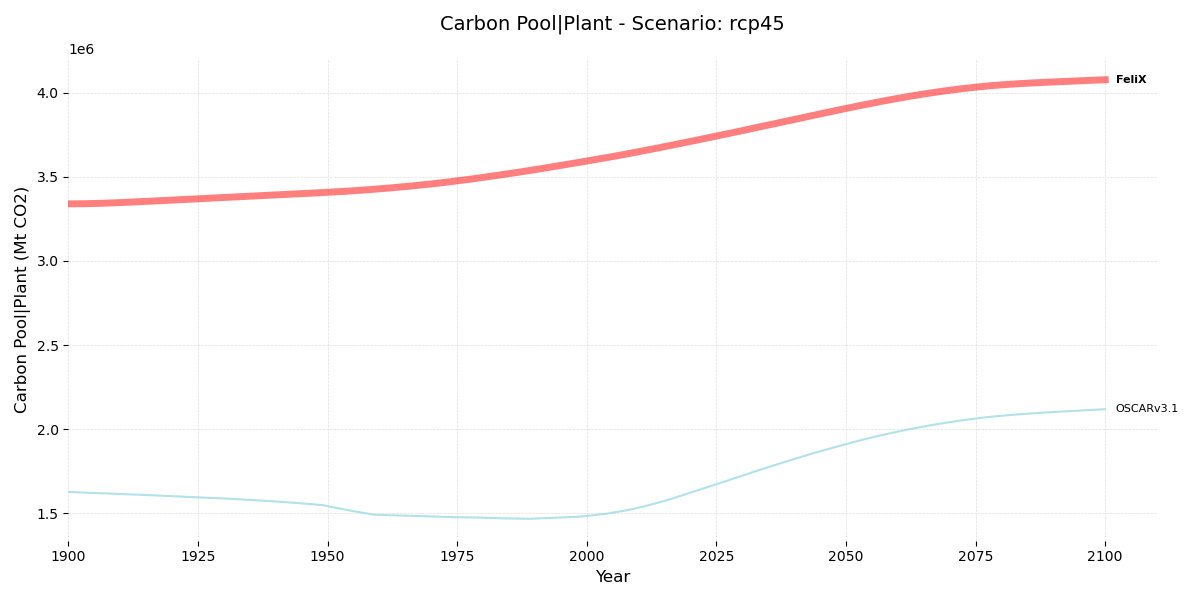 Carbon Pool|Plant - Scenario: rcp45
1e6
4.0
3.5
3.0
2.5
2.0
1.5
Carbon Pool|Plant (Mt CO2)
FeliX
OSCARv3.1
1900
1925
1950
1975
2000
2025
2050
2075
2100
Year